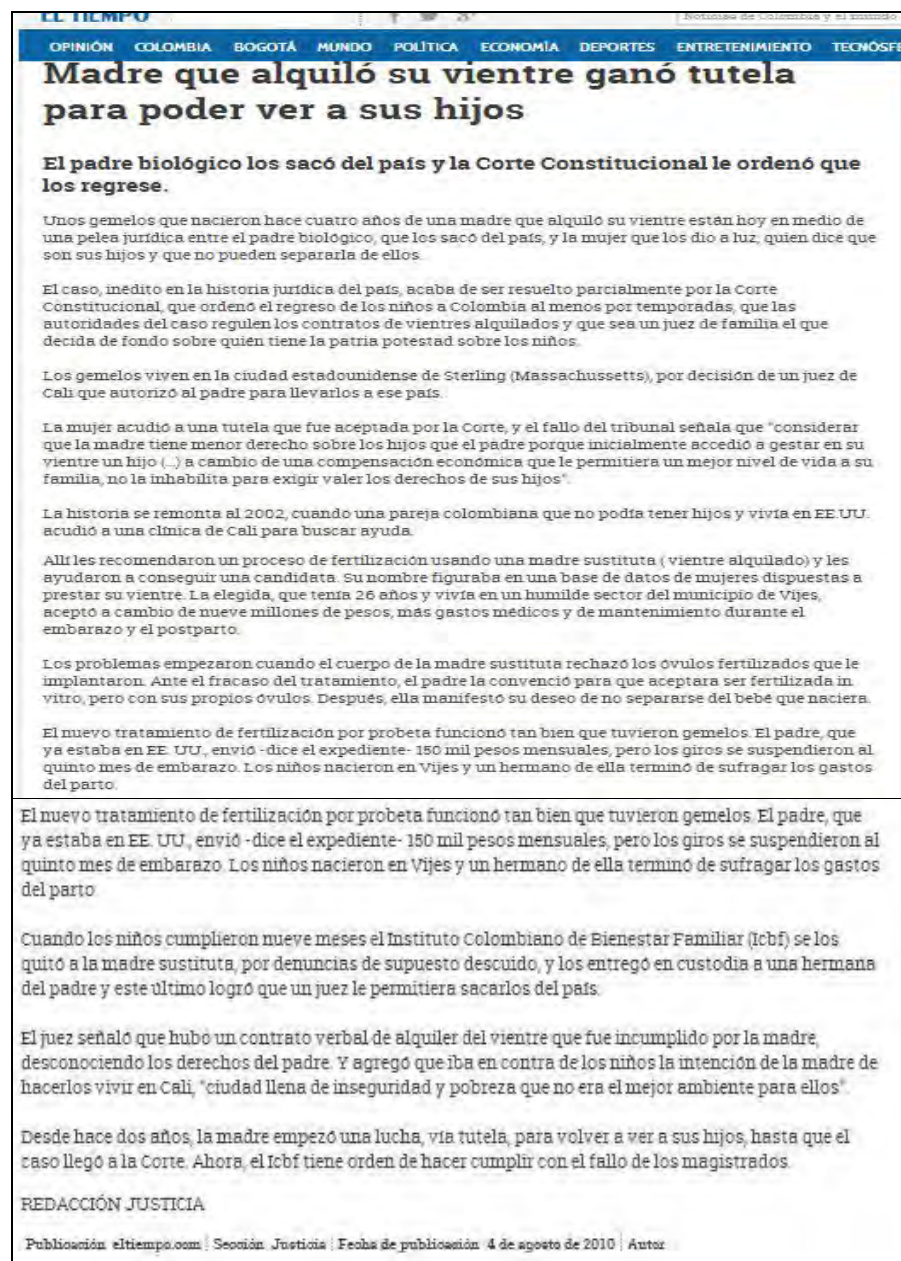 EL TIEMPO
Noticias de Colombia y el mundo
OPINIÓN COLOMBIA BOGOTÁ MUNDO POLÍTICA ECONOMÍA DEPORTES ENTRETENIMIENTO TECNÓSFE
Madre que alquiló su vientre ganó tutela
para poder ver a sus hijos
El padre biológico los sacó del país y la Corte Constitucional le ordenó que
los regrese.
Unos gemelos que nacieron hace cuatro años de una madre que alquiló su vientre están hoy en medio de
una pelea jurídica entre el padre biológico, que los sacó del país, y la mujer que los dio a luz, quien dice que
son sus hijos y que no pueden separarla de ellos.
El caso, inédito en la historia jurídica del país, acaba de ser resuelto parcialmente por la Corte
Constitucional, que ordenó el regreso de los niños a Colombia al menos por temporadas, que las
autoridades del caso regulen los contratos de vientres alquilados y que sea un juez de familia el que
decida de fondo sobre quién tiene la patria potestad sobre los niños.
Los gemelos viven en la ciudad estadounidense de Sterling (Massachussetts), por decisión de un juez de
Cali que autorizó al padre para llevarlos a ese país.
La mujer acudió a una tutela que fue aceptada por la Corte, y el fallo del tribunal señala que "considerar
que la madre tiene menor derecho sobre los hijos que el padre porque inicialmente accedió a gestar en su
vientre un hijo (...) a cambio de una compensación económica que le permitiera un mejor nivel de vida a su
familia, no la inhabilita para exigir valer los derechos de sus hijos".
La historia se remonta al 2002, cuando una pareja colombiana que no podía tener hijos y vivía en EE.UU.
acudió a una clínica de Cali para buscar ayuda.
Allí les recomendaron un proceso de fertilización usando una madre sustituta ( vientre alquilado) y les
ayudaron a conseguir una candidata. Su nombre figuraba en una base de datos de mujeres dispuestas a
prestar su vientre. La elegida, que tenía 26 años y vivía en un humilde sector del municipio de Vijes,
aceptó a cambio de nueve millones de pesos, más gastos médicos y de mantenimiento durante el
embarazo y el postparto.
Los problemas empezaron cuando el cuerpo de la madre sustituta rechazó los óvulos fertilizados que le
implantaron. Ante el fracaso del tratamiento, el padre la convenció para que aceptara ser fertilizada in
vitro, pero con sus propios óvulos. Después, ella manifestó su deseo de no separarse del bebé que naciera.
El nuevo tratamiento de fertilización por probeta funcionó tan bien que tuvieron gemelos. El padre, que
ya estaba en EE. UU., envió -dice el expediente- 150 mil pesos mensuales, pero los giros se suspendieron al
quinto mes de embarazo. Los niños nacieron en Vijes y un hermano de ella terminó de sufragar los gastos
del parto.
El nuevo tratamiento de fertilización por probeta funcionó tan bien que tuvieron gemelos. El padre, que
ya estaba en EE. UU., envió -dice el expediente- 150 mil pesos mensuales, pero los giros se suspendieron al
quinto mes de embarazo. Los niños nacieron en Vijes y un hermano de ella terminó de sufragar los gastos
del parto.
Cuando los niños cumplieron nueve meses el Instituto Colombiano de Bienestar Familiar (Icbf) se los
quitó a la madre sustituta, por denuncias de supuesto descuido, y los entregó en custodia a una hermana
del padre y este último logró que un juez le permitiera sacarlos del país.
El juez señaló que hubo un contrato verbal de alquiler del vientre que fue incumplido por la madre,
desconociendo los derechos del padre. Y agregó que iba en contra de los niños la intención de la madre de
hacerlos vivir en Cali, "ciudad llena de inseguridad y pobreza que no era el mejor ambiente para ellos".
Desde hace dos años, la madre empezó una lucha, vía tutela, para volver a ver a sus hijos, hasta que el
caso llegó a la Corte. Ahora, el Icbf tiene orden de hacer cumplir con el fallo de los magistrados.
REDACCIÓN JUSTICIA
Publicación eltiempo.com | Sección Justicia | Fecha de publicación 4 de agosto de 2010 | Autor